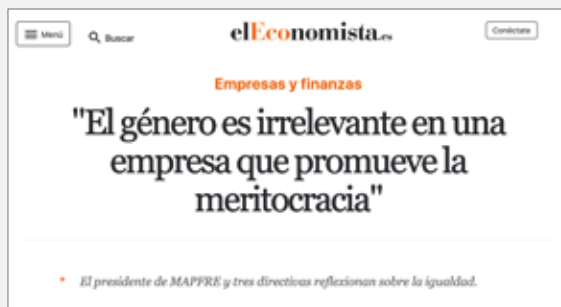 Menú
Buscar
elEconomista.es
Conéctate
Empresas y finanzas
"El género es irrelevante en una
empresa que promueve la
meritocracia"
El presidente de MAPFRE y tres directivas reflexionan sobre la igualdad.